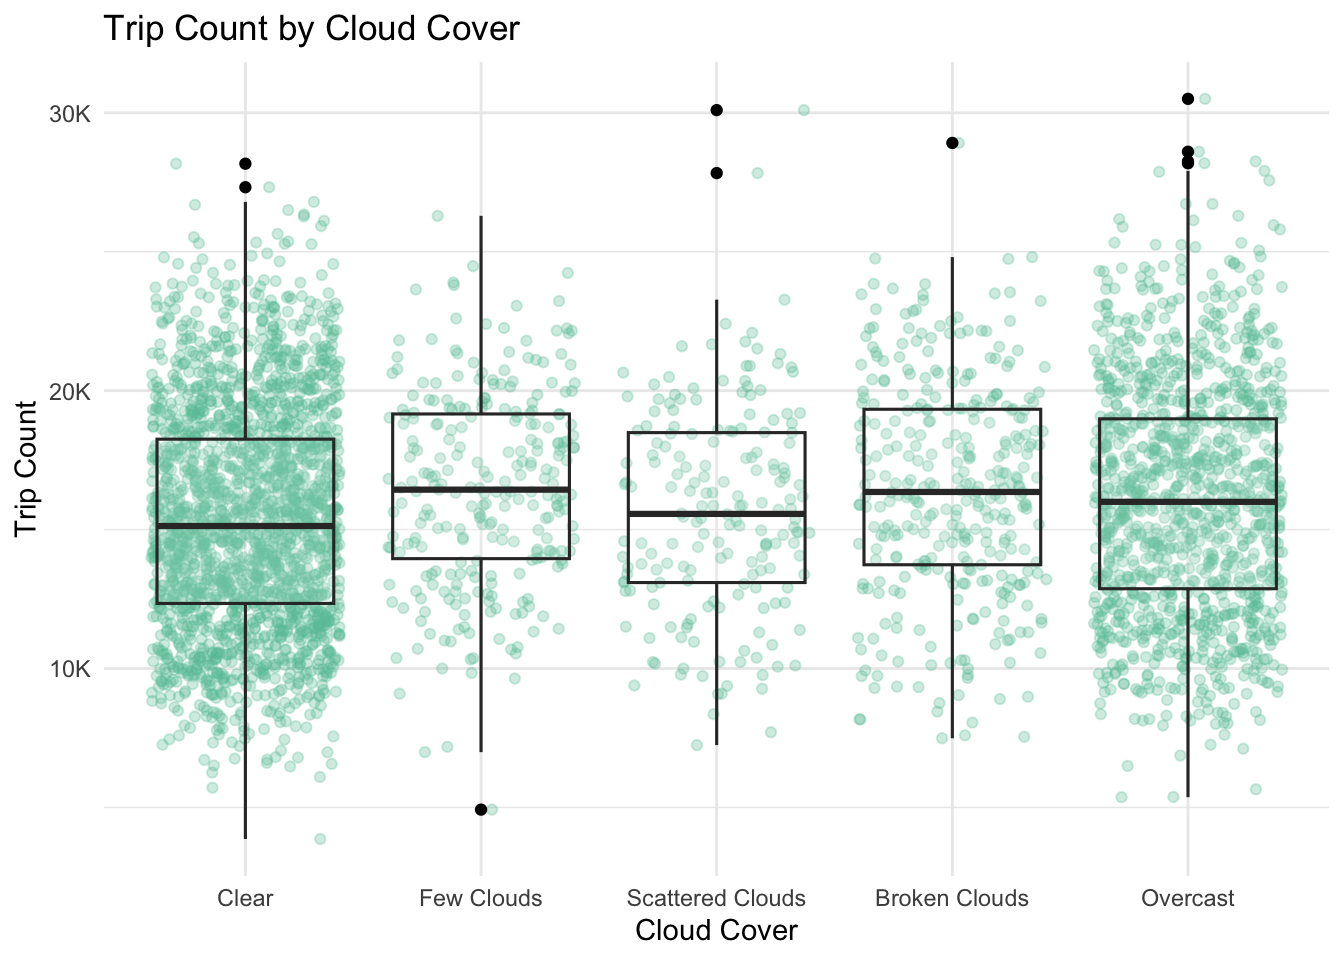 Trip Count by Cloud Cover
30K
20K
10K
Trip Count
Clear
Few Clouds
Scattered Clouds
Broken Clouds
Overcast
Cloud Cover